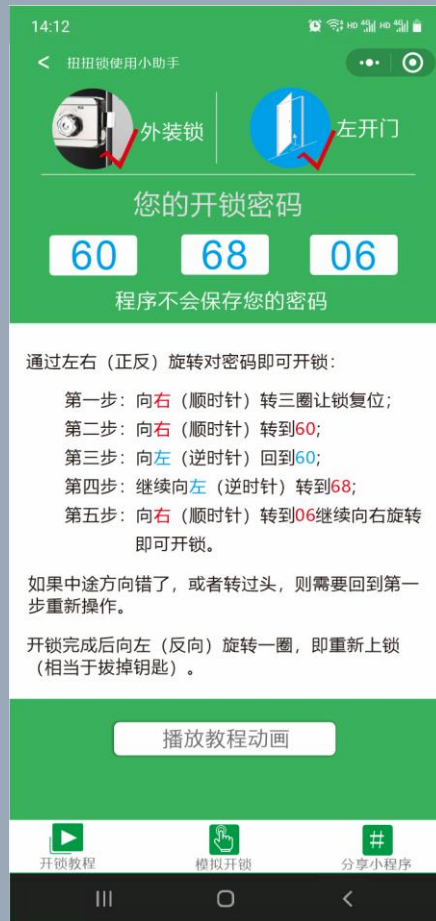 14:12
HD 4G HD 4G
扭扭锁使用小助手
外装锁
左开门
您的开锁密码
60 68 06
程序不会保存您的密码
通过左右（正反）旋转对密码即可开锁：
第一步：向右（顺时针）转三圈让锁复位；
第二步：向右（顺时针）转到60;
第三步：向左（逆时针）回到60;
第四步：继续向左（逆时针）转到68;
第五步：向右（顺时针）转到06继续向右旋转
即可开锁。
如果中途方向错了，或者转过头，则需要回到第一
步重新操作。
开锁完成后向左（反向）旋转一圈，即重新上锁
（相当于拔掉钥匙）。
播放教程动画
开锁教程 模拟开锁 分享小程序